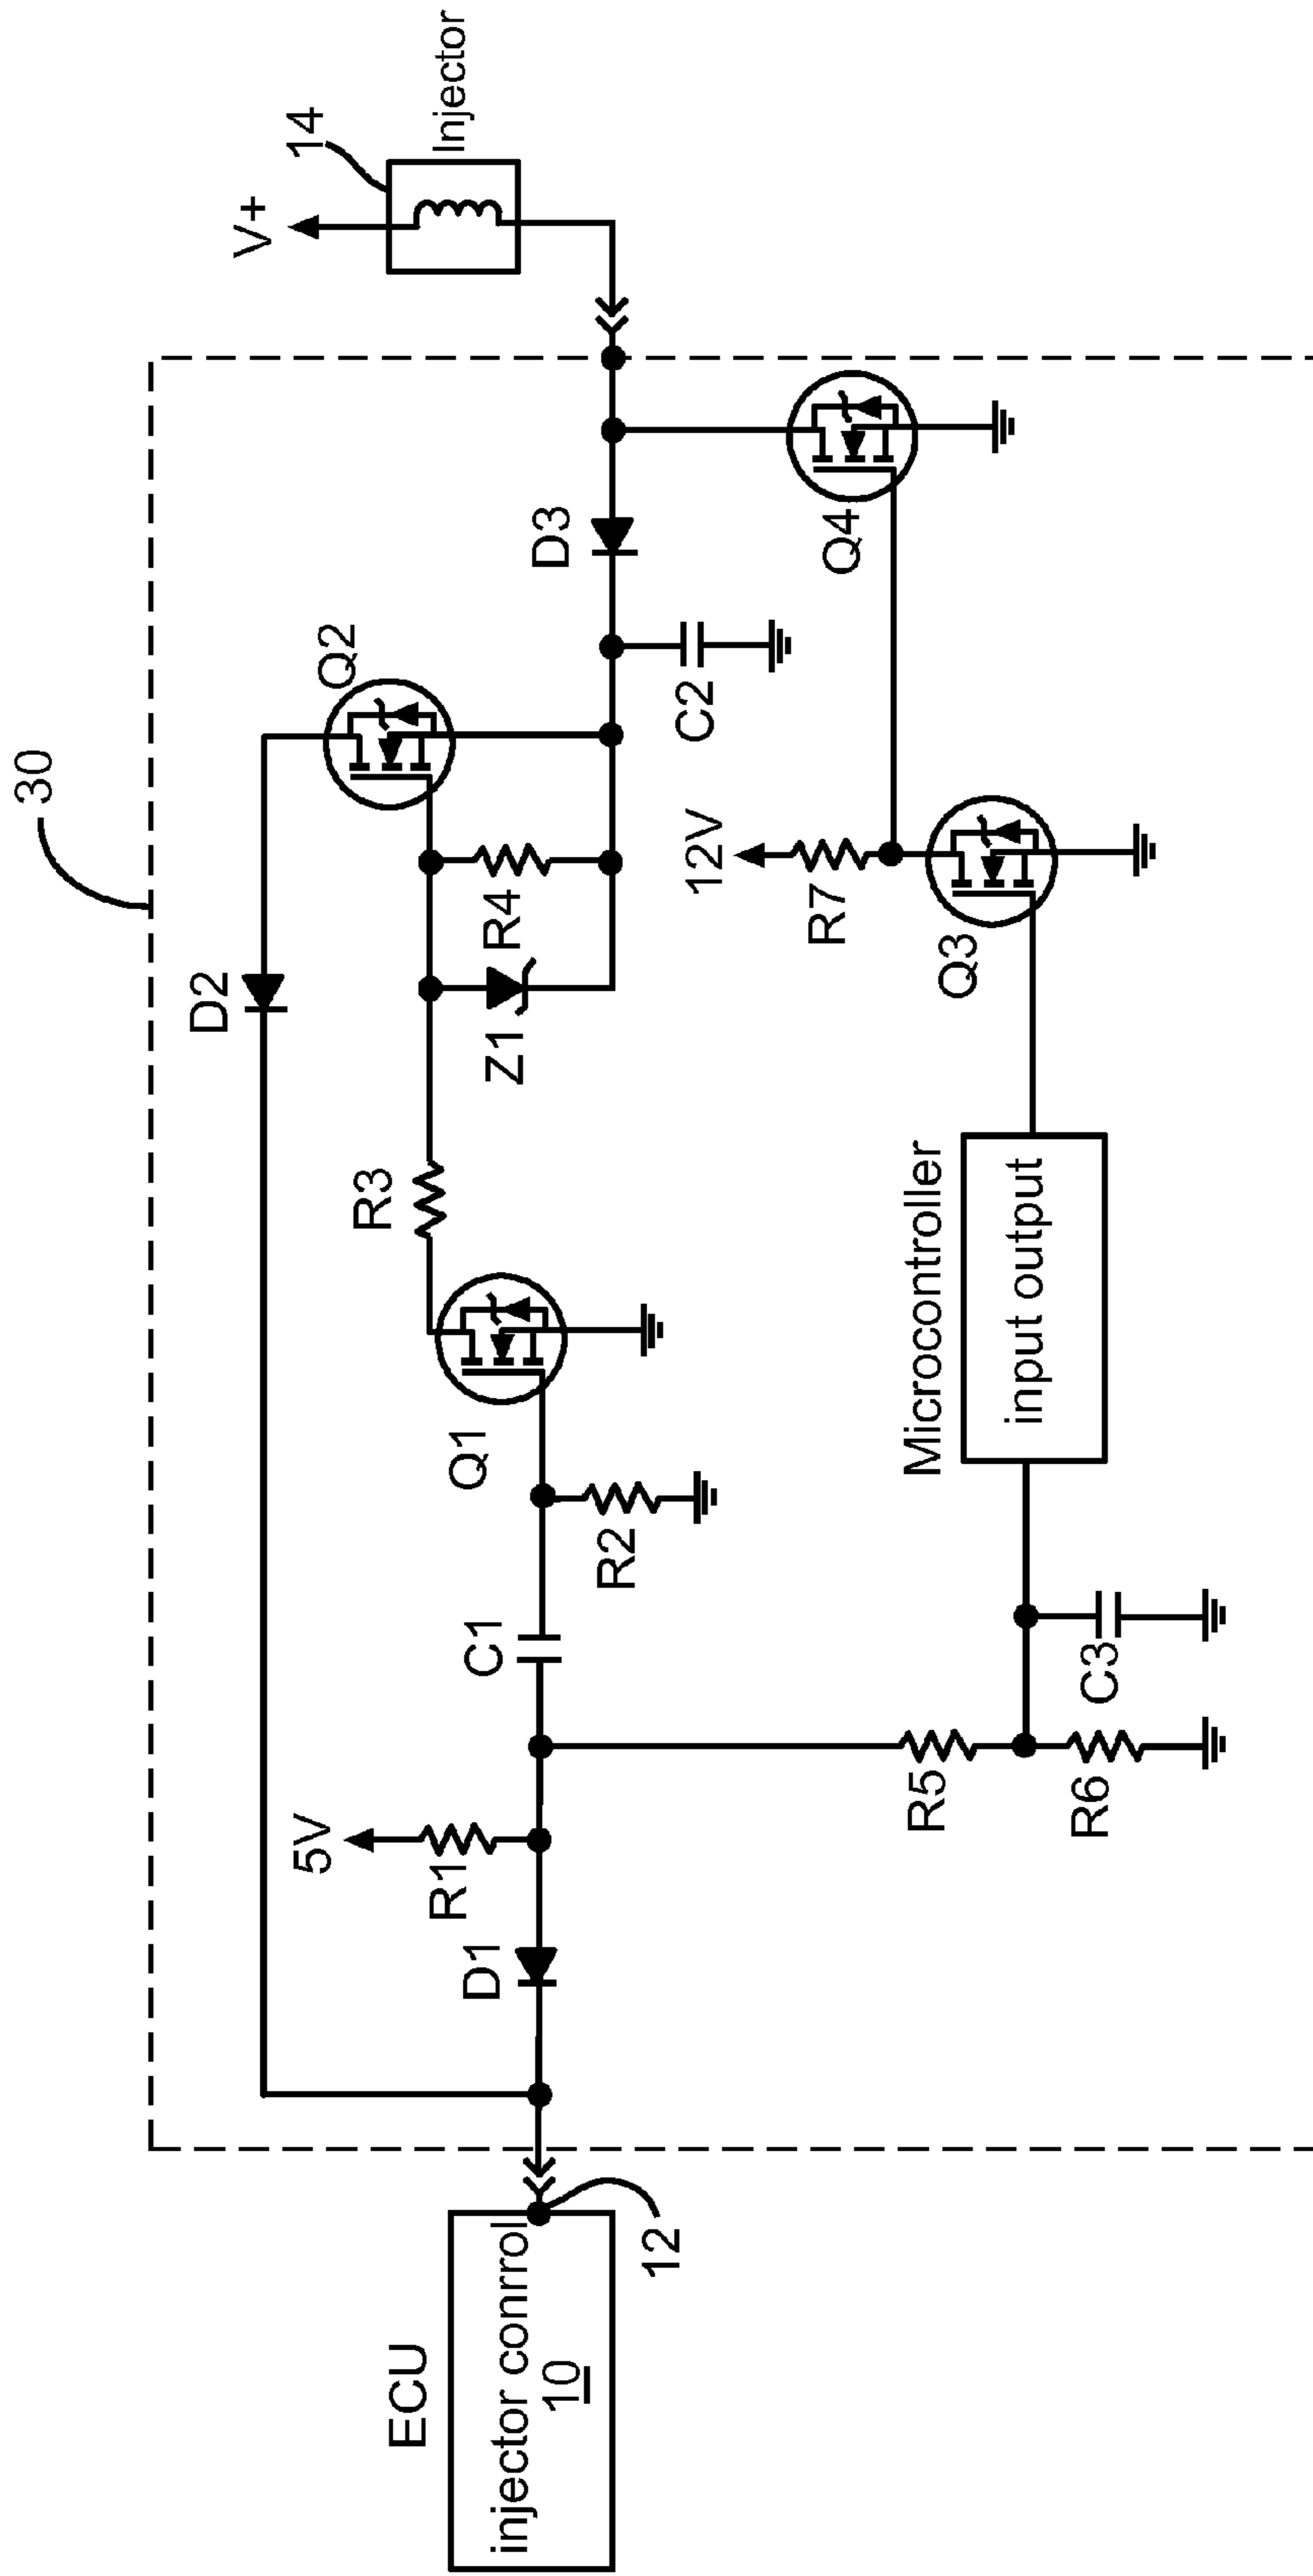 30
ECU
injector conrrol
10
12
D1
R1
5V
C1
R2
Q1
R3
D2
Z1
R4
Q2
C2
D3
V+
14
Injector
R5
R6
C3
Microcontroller
input output
Q3
R7
12V
Q4